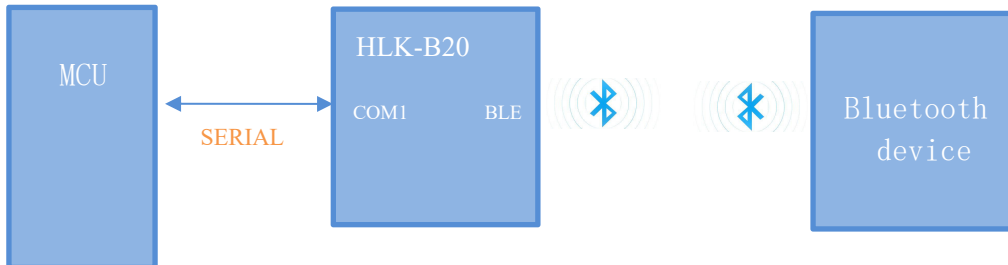 MCU
SERIAL
HLK-B20
COM1
BLE
Bluetooth
device